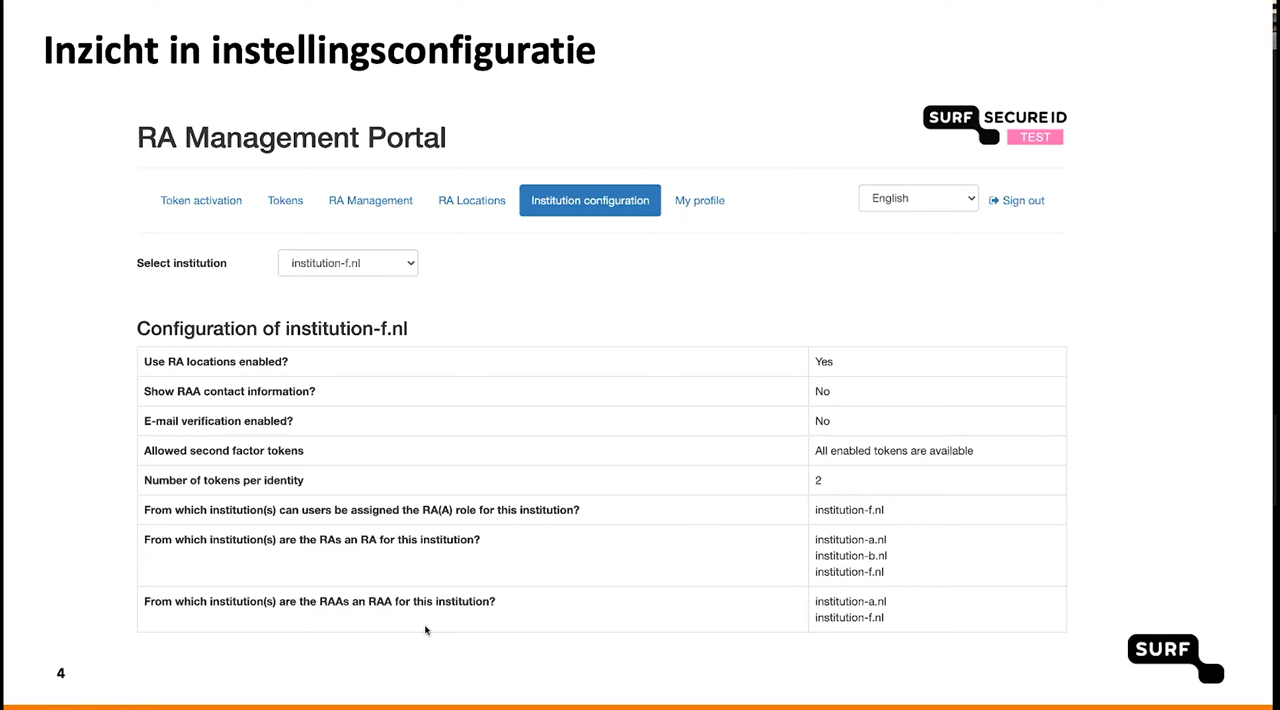 Inzicht in instellingsconfiguratie
RA Management Portal
SURF SECURE ID
TEST
Token activation Tokens RA Management RA Locations Institution configuration My profile English Sign out
Select institution institution-f.nl
Configuration of institution-f.nl
Use RA locations enabled? Yes
Show RAA contact information? No
E-mail verification enabled? No
Allowed second factor tokens All enabled tokens are available
Number of tokens per identity 2
From which institution(s) can users be assigned the RA(A) role for this institution? institution-f.nl
From which institution(s) are the RAs an RA for this institution? institution-a.nl
institution-b.nl
institution-f.nl
From which institution(s) are the RAAs an RAA for this institution? institution-a.nl
institution-f.nl
SURF
4